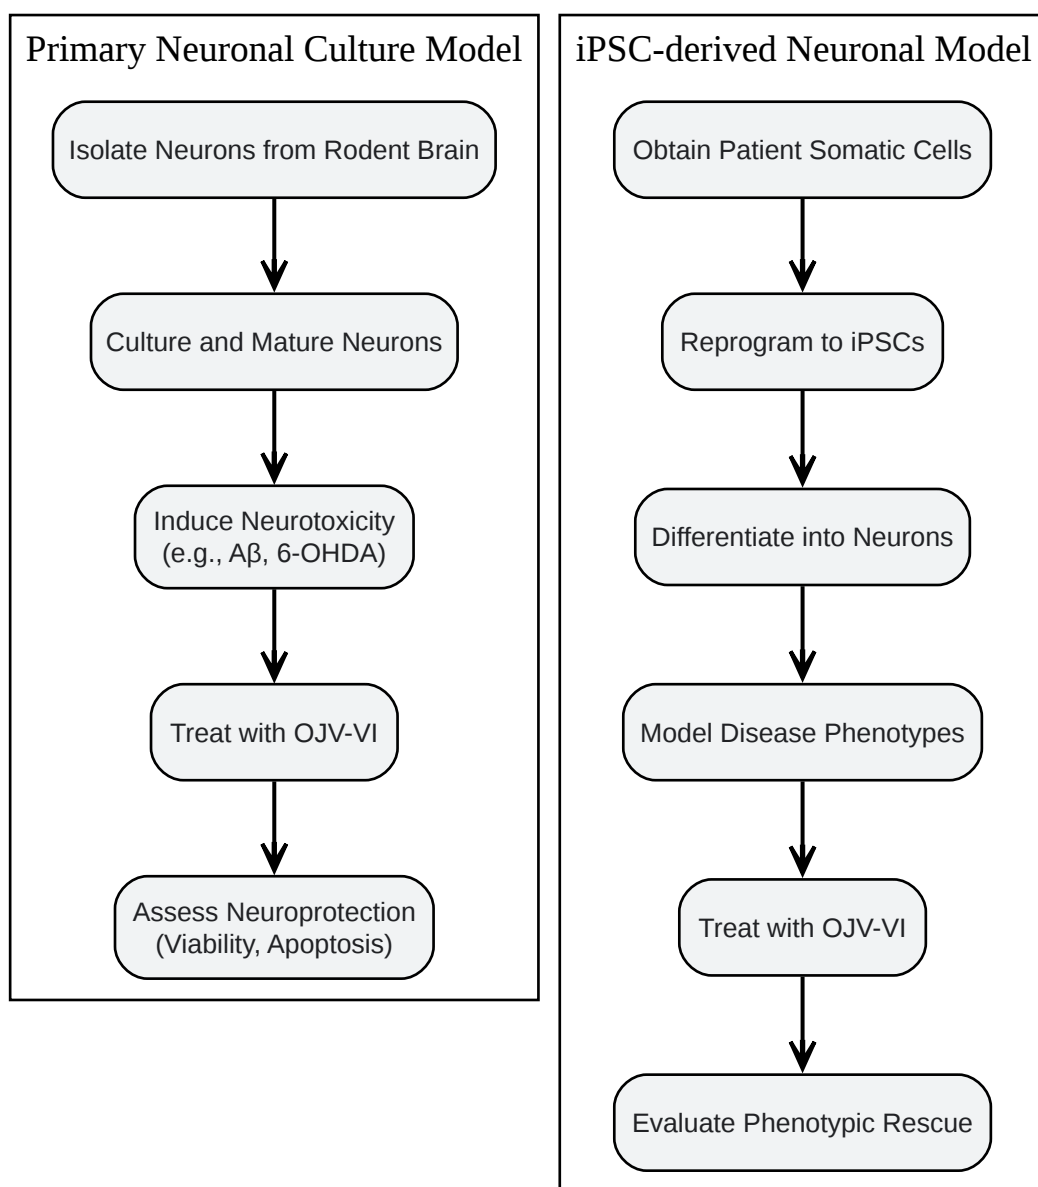 Primary Neuronal Culture Model
Isolate Neurons from Rodent Brain
Culture and Mature Neurons
Induce Neurotoxicity
(e.g., Aβ, 6-OHDA)
Treat with OJV-VI
Assess Neuroprotection
(Viability, Apoptosis)
iPSC-derived Neuronal Model
Obtain Patient Somatic Cells
Reprogram to iPSCs
Differentiate into Neurons
Model Disease Phenotypes
Treat with OJV-VI
Evaluate Phenotypic Rescue